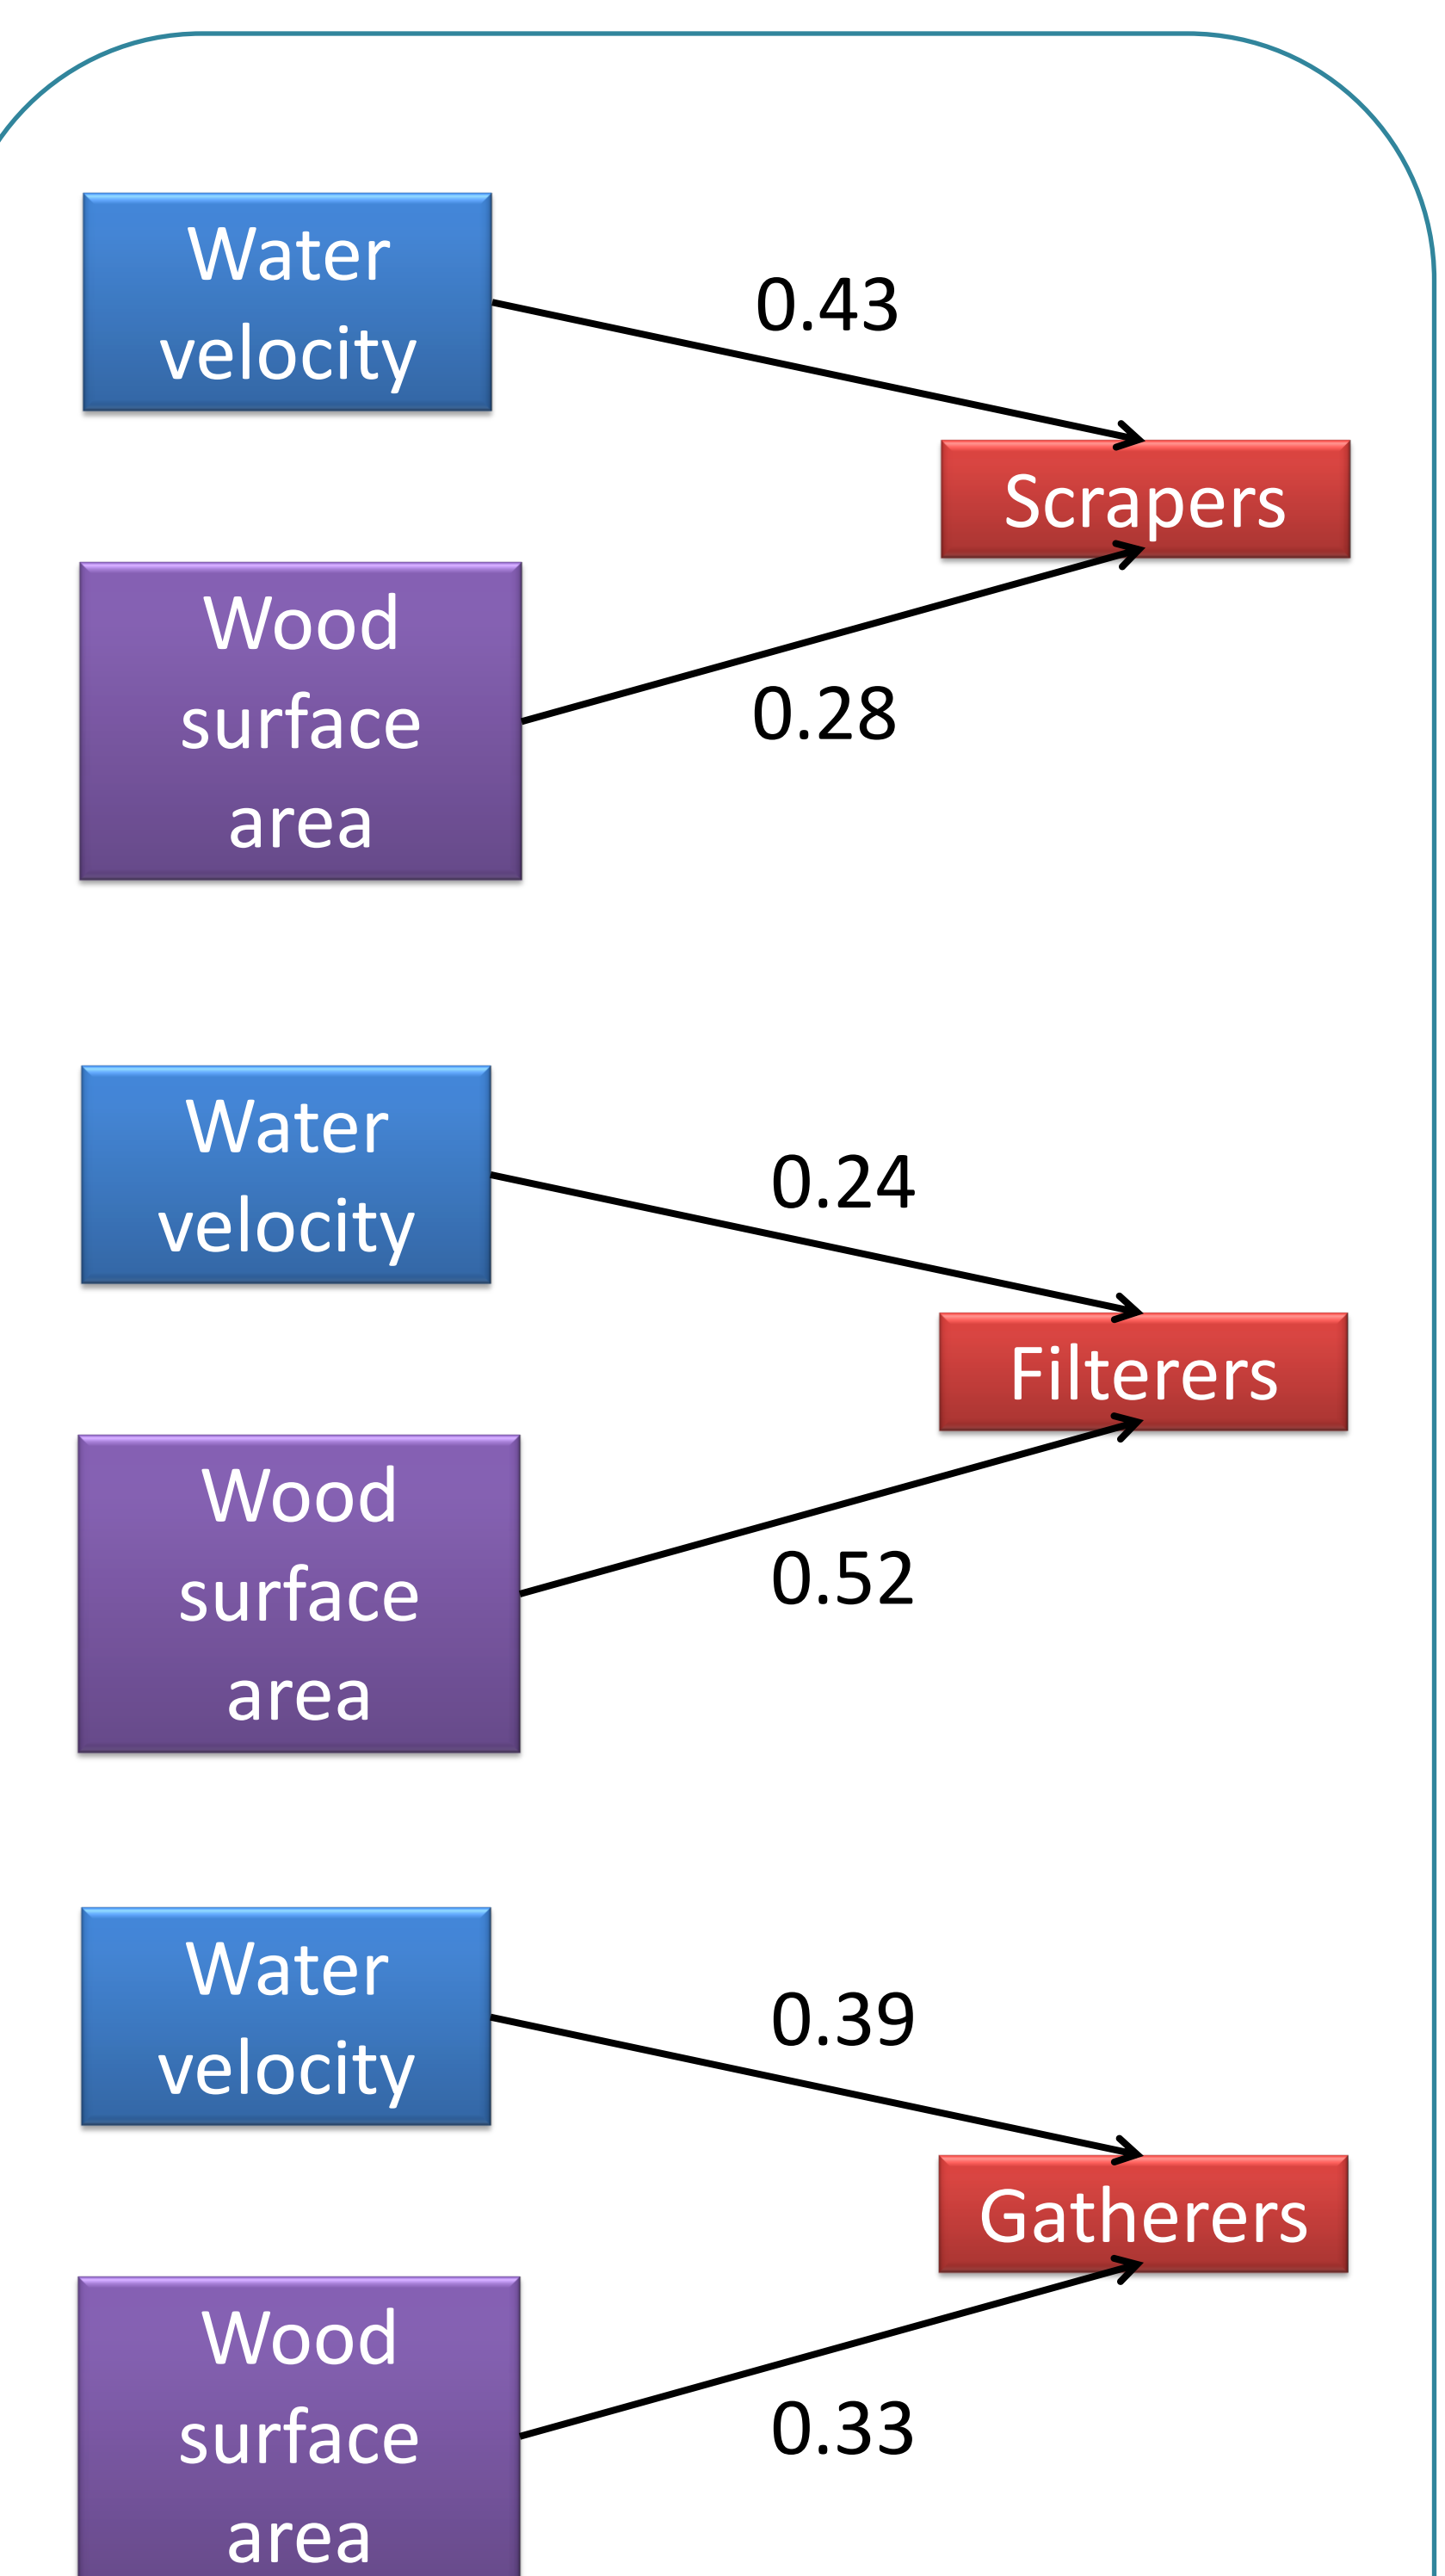 Water
velocity
0.43
Scrapers
Wood
surface
area
0.28
Water
velocity
0.24
Filterers
Wood
surface
area
0.52
Water
velocity
0.39
Gatherers
Wood
surface
area
0.33